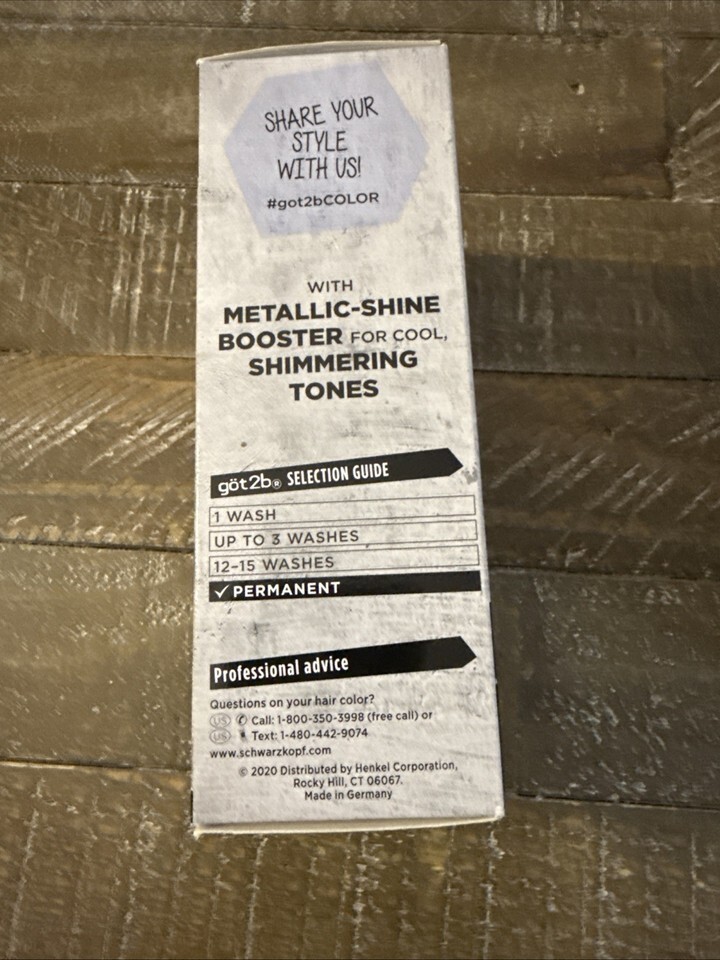 SHARE YOUR
STYLE
WITH US!
#got2bCOLOR
WITH
METALLIC-SHINE
BOOSTER FOR COOL,
SHIMMERING
TONES
göt2b® SELECTION GUIDE
1 WASH
UP TO 3 WASHES
12-15 WASHES
✓ PERMANENT
Professional advice
Questions on your hair color?
US ✆ Call: 1-800-350-3998 (free call) or
US Text: 1-480-442-9074
www.schwarzkopf.com
© 2020 Distributed by Henkel Corporation,
Rocky Hill, CT 06067.
Made in Germany